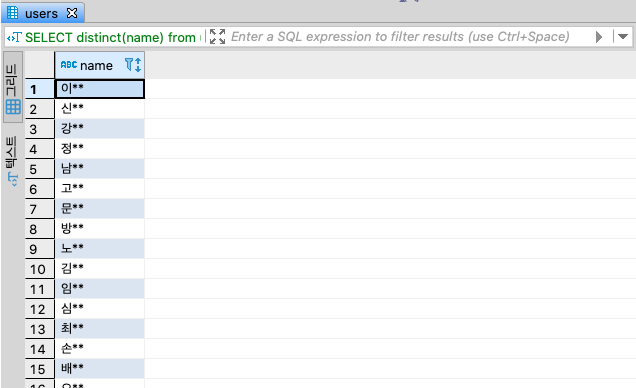 users
SELECT distinct(name) from
Enter a SQL expression to filter results (use Ctrl+Space)
그리드
텍스트
ABC name
1 이**
2 신**
3 강**
4 정**
5 남**
6 고**
7 문**
8 방**
9 노**
10 김**
11 임**
12 심**
13 최**
14 손**
15 배**